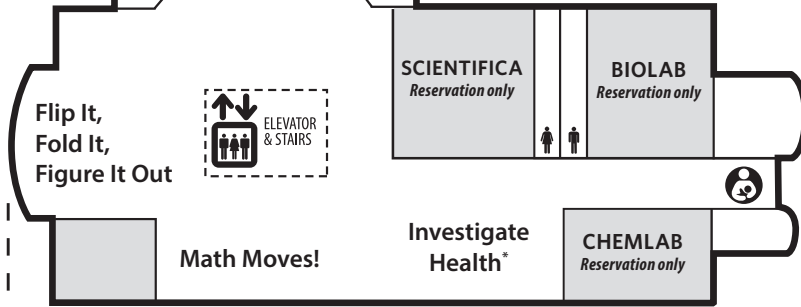 SCIENTIFICA
Reservation only
BIOLAB
Reservation only
Flip It,
Fold It,
Figure It Out
ELEVATOR
& STAIRS
Math Moves!
Investigate
Health*
CHEMLAB
Reservation only